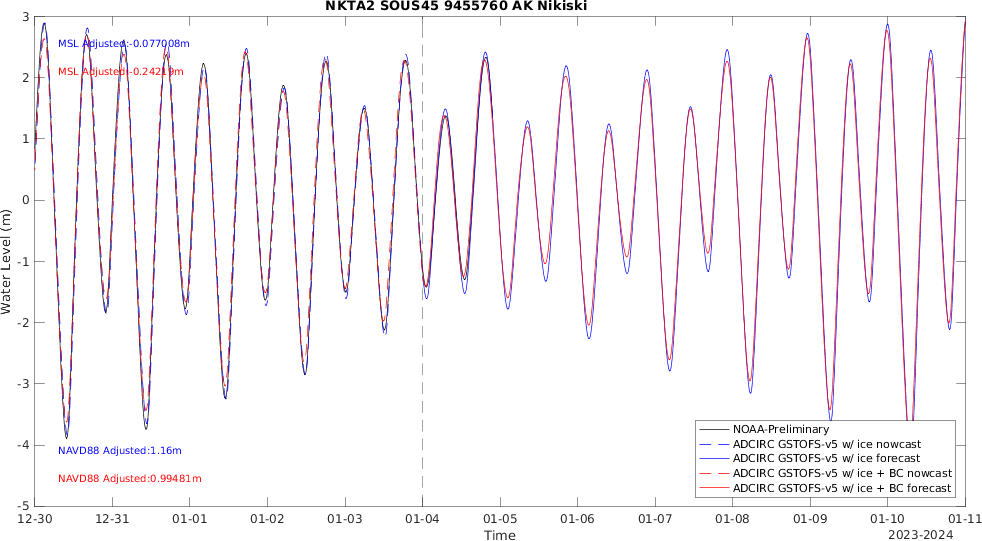 NKTA2 SOUS45 9455760 AK Nikiski
3
2
1
0
-1
-2
-3
-4
-5
Water Level (m)
MSL Adjusted:-0.077008m
MSL Adjusted:-0.24219m
NAVD88 Adjusted:1.16m
NAVD88 Adjusted:0.99481m
NOAA-Preliminary
ADCIRC GSTOFS-v5 w/ ice nowcast
ADCIRC GSTOFS-v5 w/ ice forecast
ADCIRC GSTOFS-v5 w/ ice + BC nowcast
ADCIRC GSTOFS-v5 w/ ice + BC forecast
12-30 12-31 01-01 01-02 01-03 01-04 01-05 01-06 01-07 01-08 01-09 01-10 01-11
Time
2023-2024